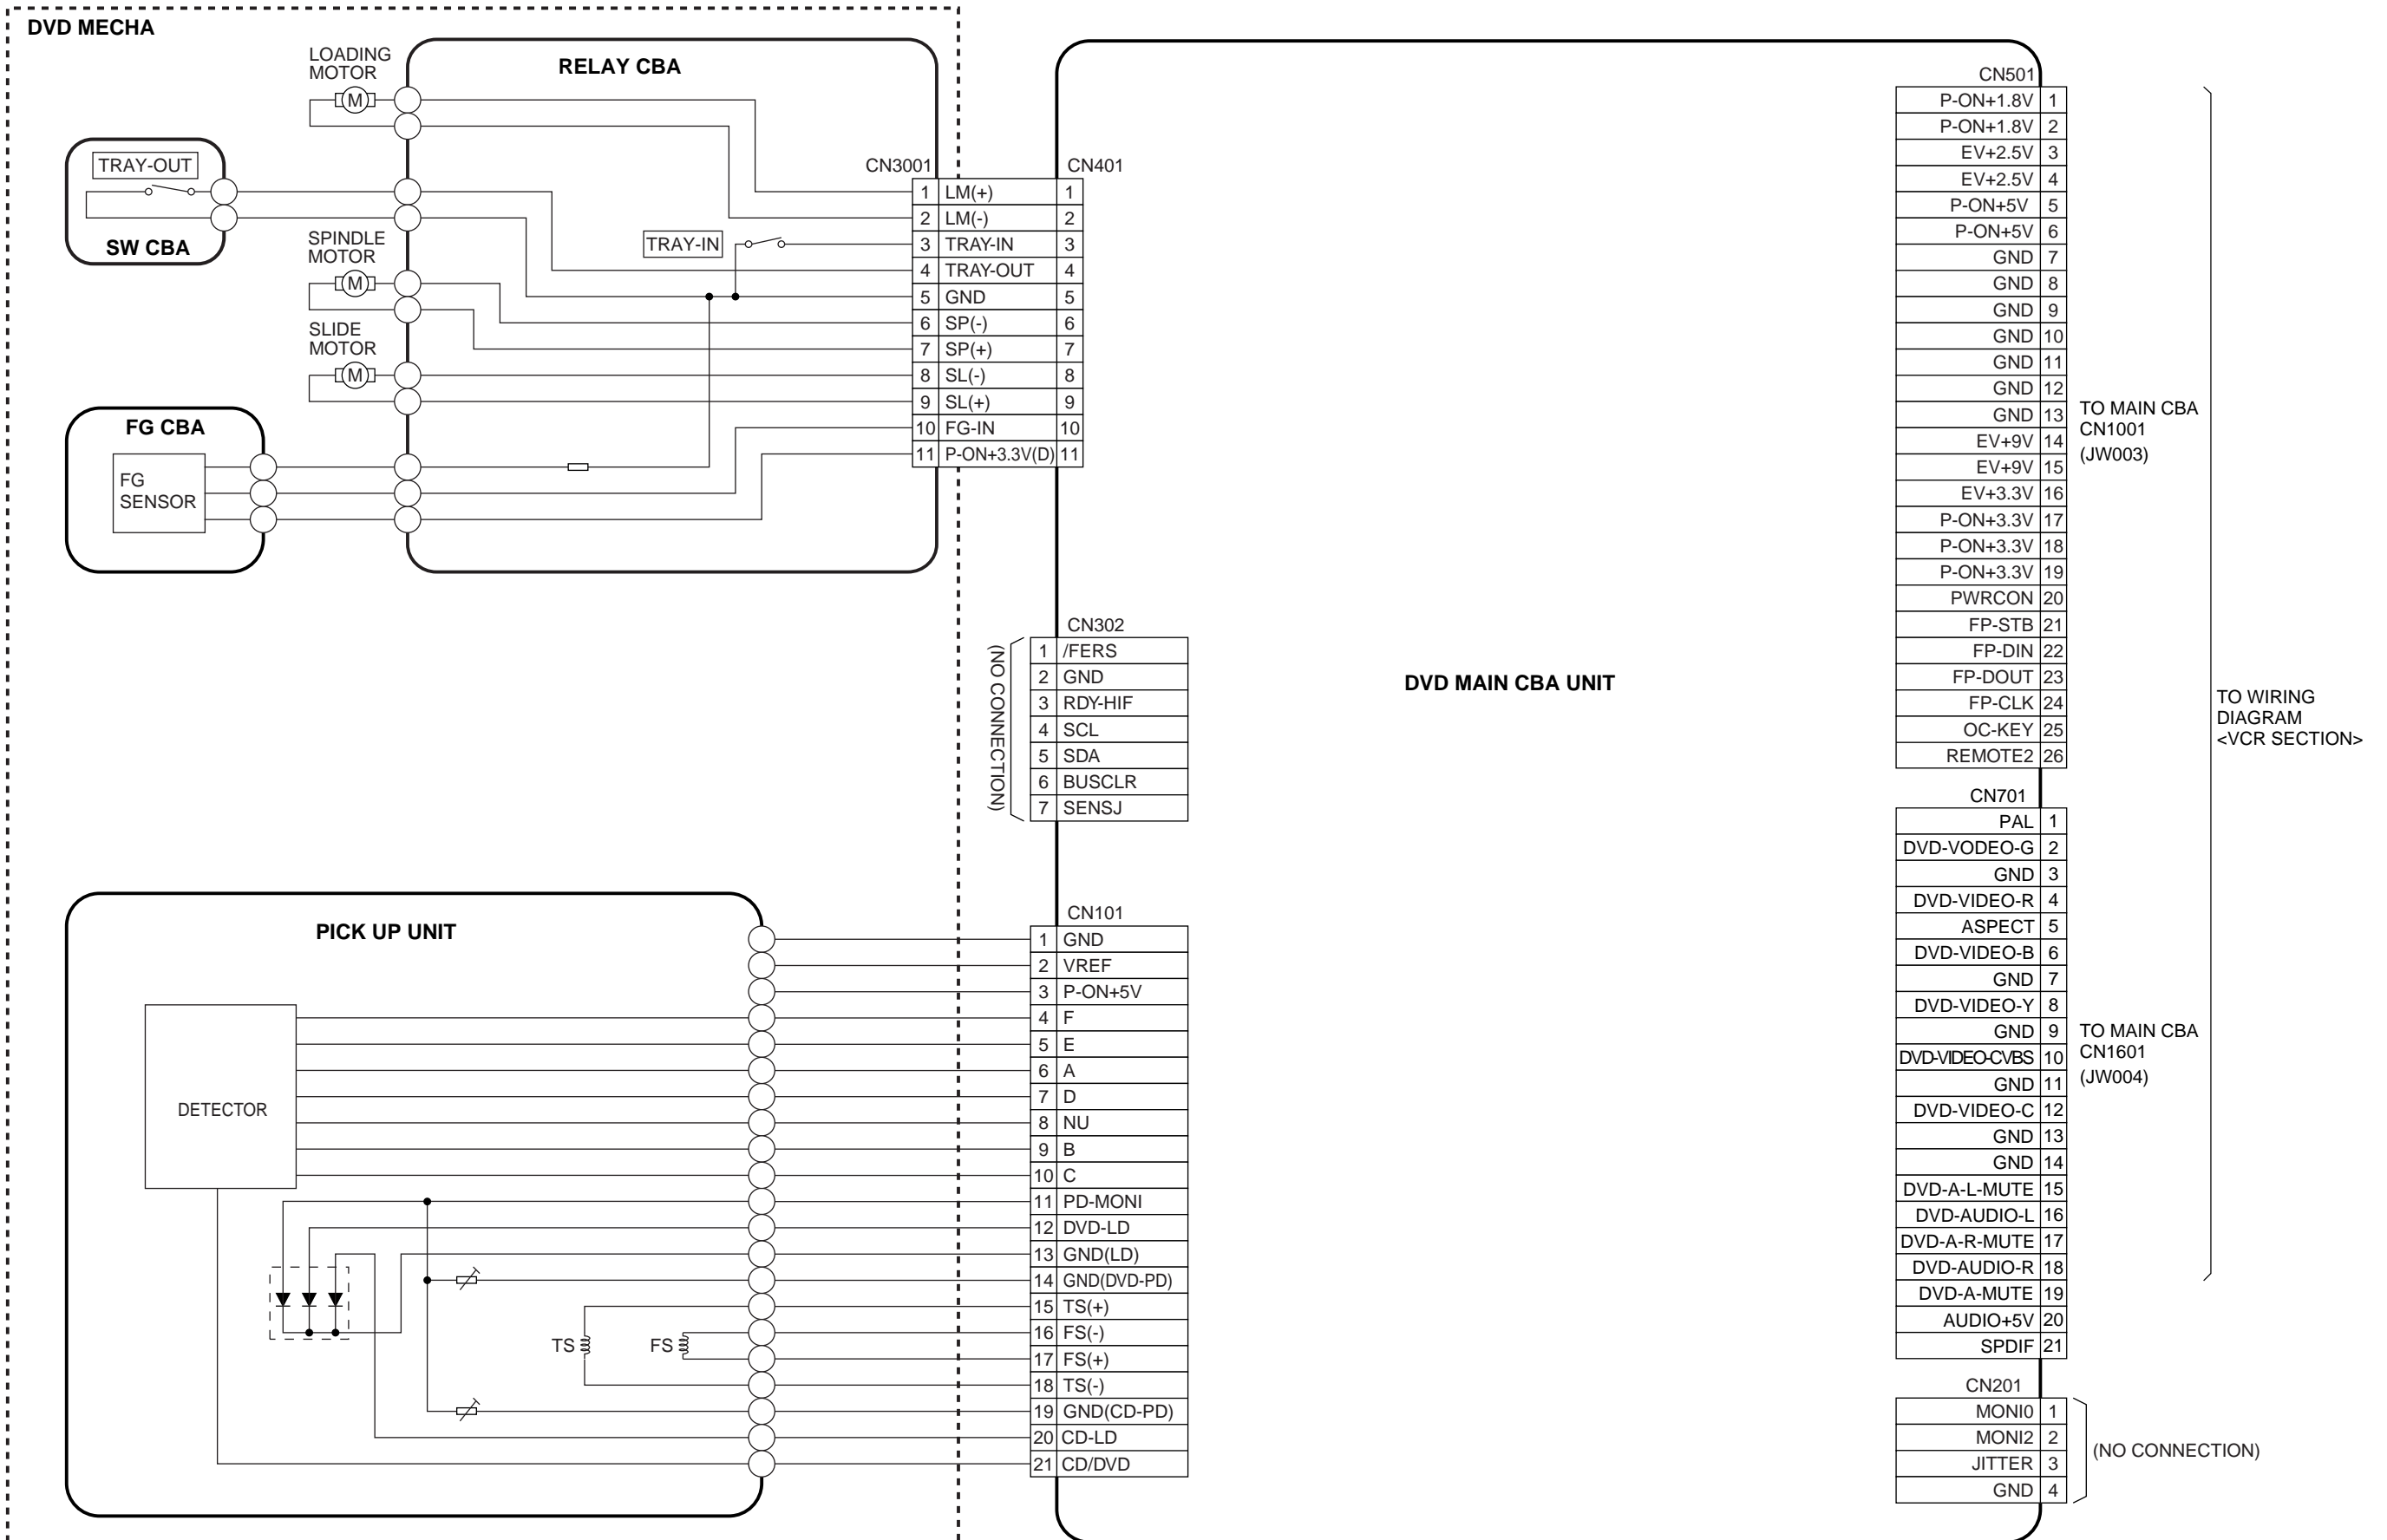 DVD MECHA
LOADING
MOTOR
M
RELAY CBA
TRAY-OUT
SW CBA
SPINDLE
MOTOR
M
SLIDE
MOTOR
M
FG CBA
FG
SENSOR
TRAY-IN
CN3001
CN401
1 LM(+) 1
2 LM(-) 2
3 TRAY-IN 3
4 TRAY-OUT 4
5 GND 5
6 SP(-) 6
7 SP(+) 7
8 SL(-) 8
9 SL(+) 9
10 FG-IN 10
11 P-ON+3.3V(D) 11
CN302
1 /FERS
2 GND
3 RDY-HIF
4 SCL
5 SDA
6 BUSCLR
7 SENSJ
(NO CONNECTION)
PICK UP UNIT
DETECTOR
TS
FS
CN101
1 GND
2 VREF
3 P-ON+5V
4 F
5 E
6 A
7 D
8 NU
9 B
10 C
11 PD-MONI
12 DVD-LD
13 GND(LD)
14 GND(DVD-PD)
15 TS(+)
16 FS(-)
17 FS(+)
18 TS(-)
19 GND(CD-PD)
20 CD-LD
21 CD/DVD
DVD MAIN CBA UNIT
CN501
P-ON+1.8V 1
P-ON+1.8V 2
EV+2.5V 3
EV+2.5V 4
P-ON+5V 5
P-ON+5V 6
GND 7
GND 8
GND 9
GND 10
GND 11
GND 12
GND 13
EV+9V 14
EV+9V 15
EV+3.3V 16
P-ON+3.3V 17
P-ON+3.3V 18
P-ON+3.3V 19
PWRCON 20
FP-STB 21
FP-DIN 22
FP-DOUT 23
FP-CLK 24
OC-KEY 25
REMOTE2 26
TO MAIN CBA
CN1001
(JW003)
CN701
PAL 1
DVD-VODEO-G 2
GND 3
DVD-VIDEO-R 4
ASPECT 5
DVD-VIDEO-B 6
GND 7
DVD-VIDEO-Y 8
GND 9
DVD-VIDEO-CVBS 10
GND 11
DVD-VIDEO-C 12
GND 13
GND 14
DVD-A-L-MUTE 15
DVD-AUDIO-L 16
DVD-A-R-MUTE 17
DVD-AUDIO-R 18
DVD-A-MUTE 19
AUDIO+5V 20
SPDIF 21
TO MAIN CBA
CN1601
(JW004)
TO WIRING
DIAGRAM
<VCR SECTION>
CN201
MONI0 1
MONI2 2
JITTER 3
GND 4
(NO CONNECTION)